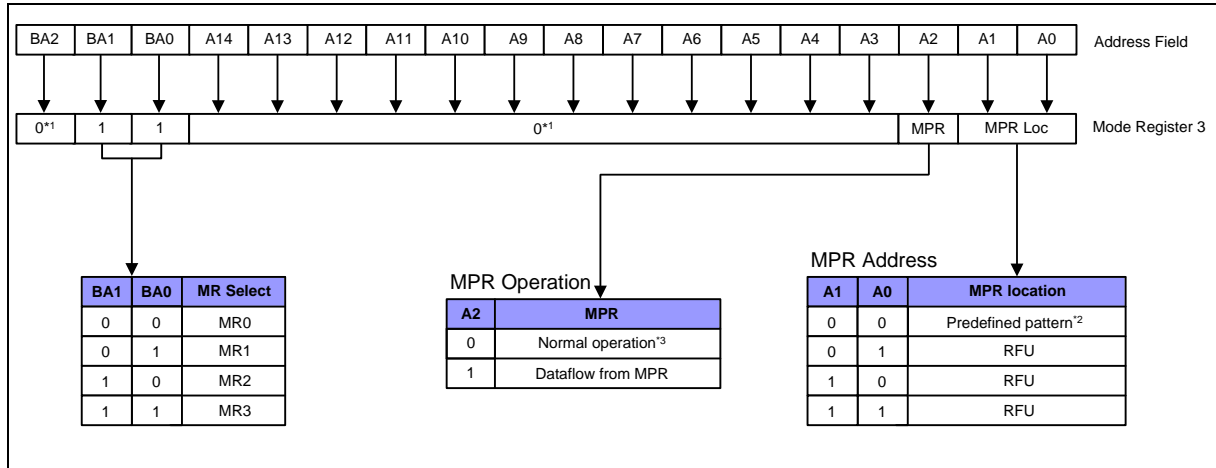 BA2 BA1 BA0 A14 A13 A12 A11 A10 A9 A8 A7 A6 A5 A4 A3 A2 A1 A0 Address Field
0*1 1 1 0*1 MPR MPR Loc Mode Register 3
BA1 BA0 MR Select
0 0 MR0
0 1 MR1
1 0 MR2
1 1 MR3
MPR Operation
A2 MPR
0 Normal operation*3
1 Dataflow from MPR
MPR Address
A1 A0 MPR location
0 0 Predefined pattern*2
0 1 RFU
1 0 RFU
1 1 RFU